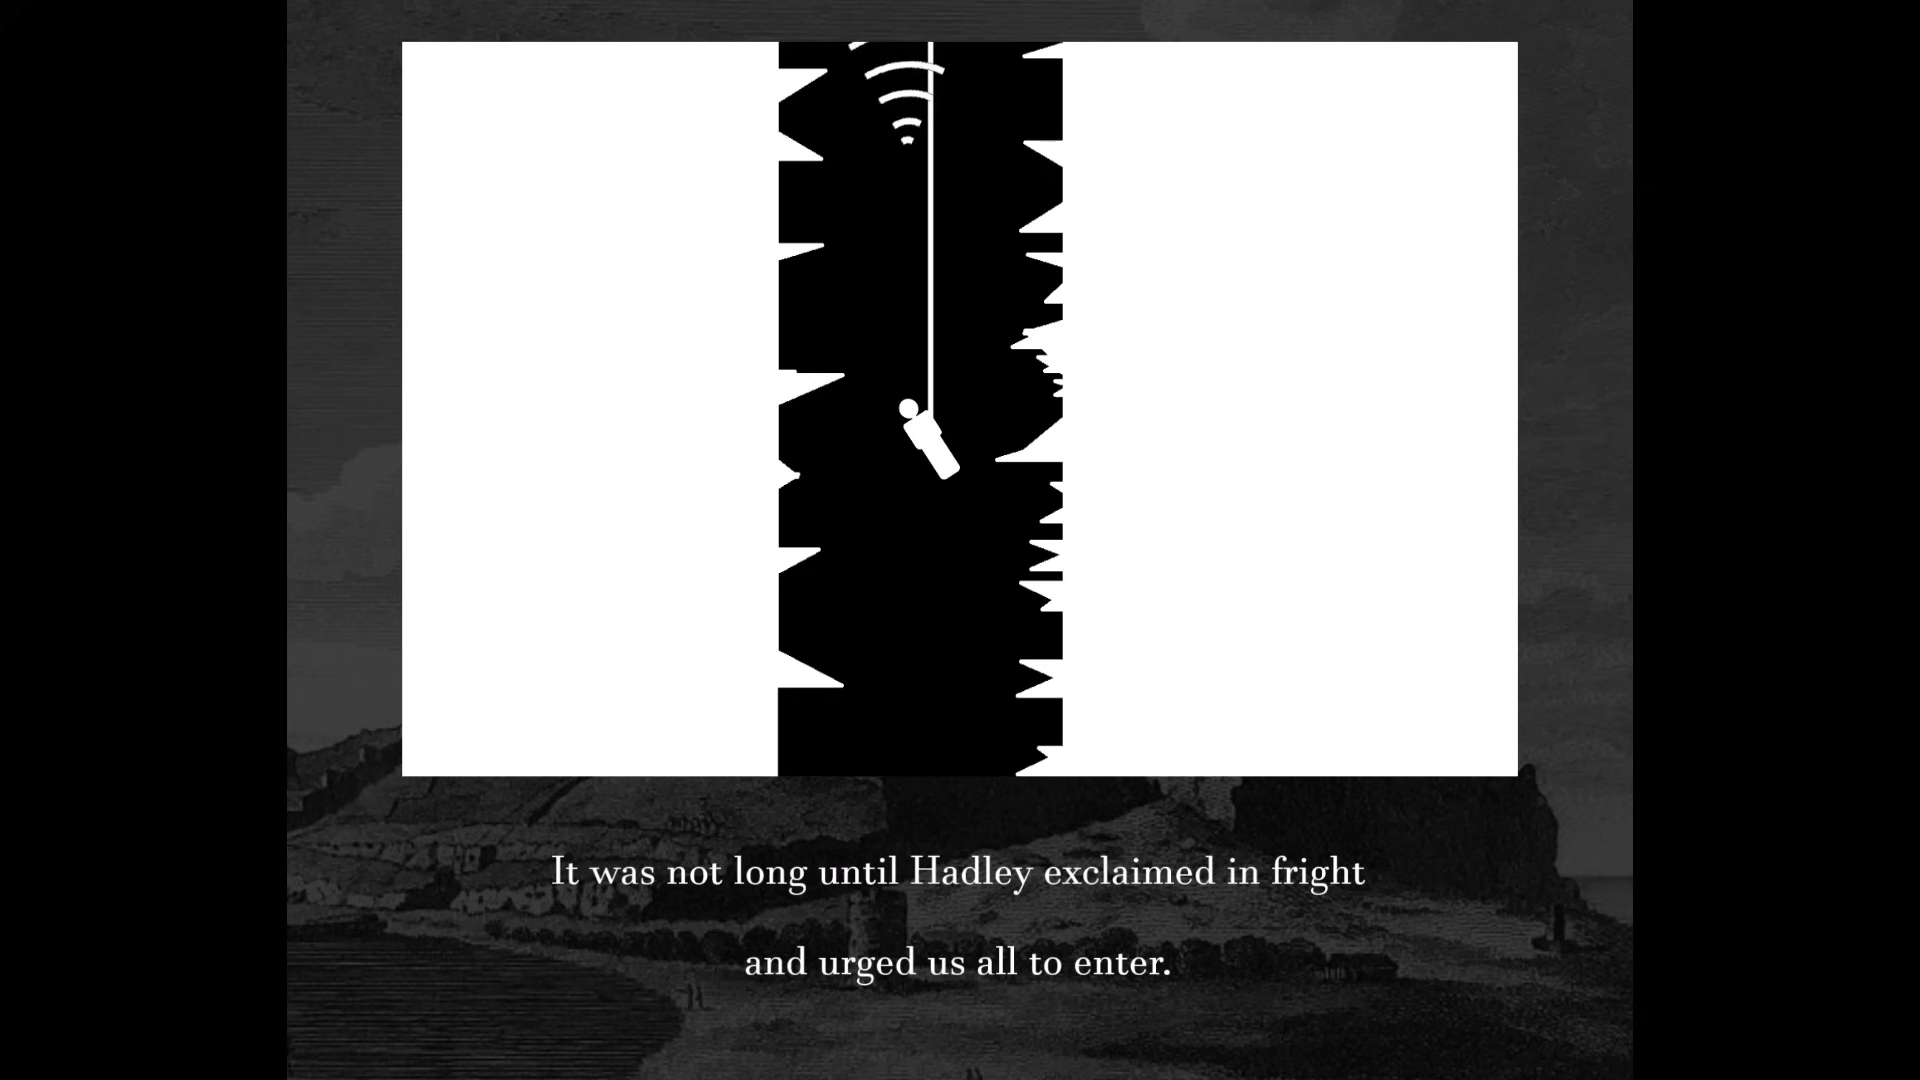 It was not long until Hadley exclaimed in fright
and urged us all to enter.